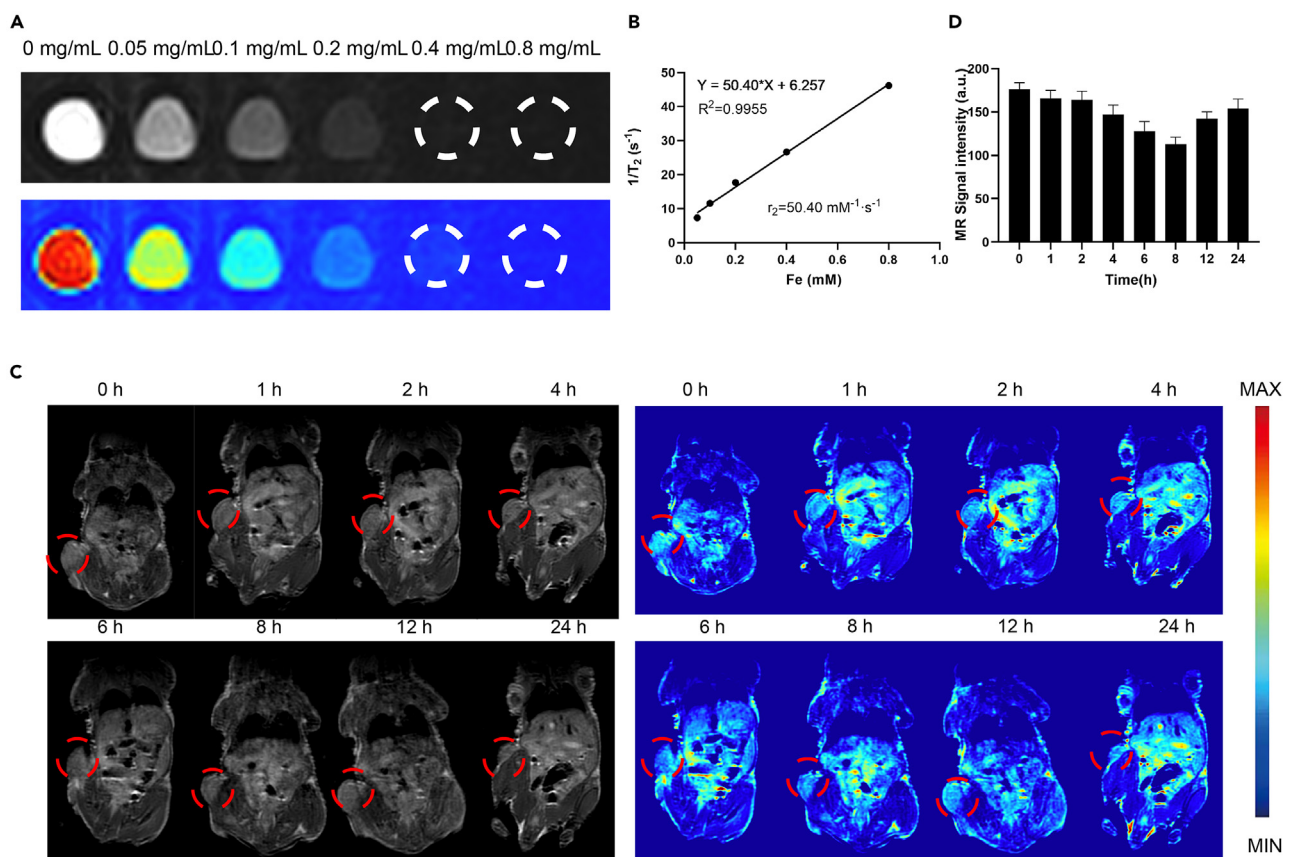 A
0 mg/mL 0.05 mg/mL 0.1 mg/mL 0.2 mg/mL 0.4 mg/mL 0.8 mg/mL
B
Y = 50.40*X + 6.257
R²=0.9955
r₂=50.40 mM⁻¹·s⁻¹
1/T₂ (s⁻¹)
50
40
30
20
10
0
0.0 0.2 0.4 0.6 0.8 1.0
Fe (mM)
D
MR Signal intensity (a.u.)
200
150
100
50
0
0 1 2 4 6 8 12 24
Time(h)
C
0 h 1 h 2 h 4 h
6 h 8 h 12 h 24 h
0 h 1 h 2 h 4 h
6 h 8 h 12 h 24 h
MAX
MIN